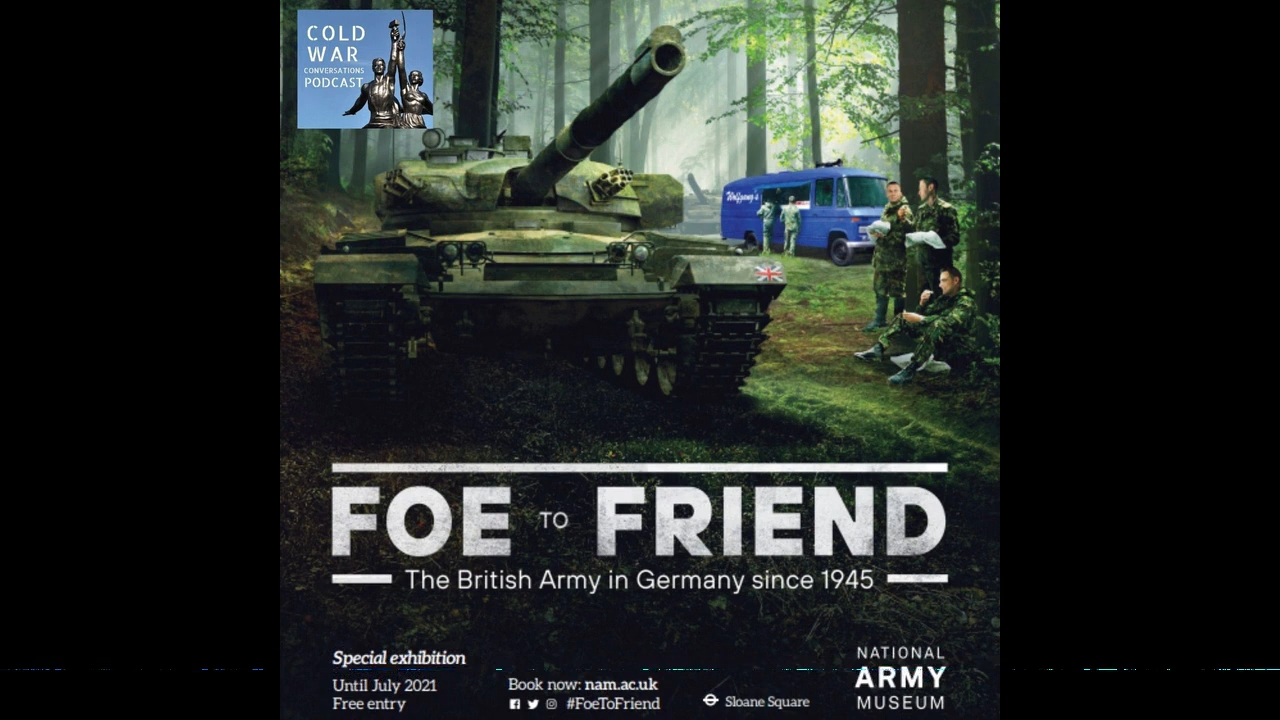 COLD
WAR
CONVERSATIONS
PODCAST
Wolfgang's
FOE TO FRIEND
The British Army in Germany since 1945
Special exhibition
Until July 2021
Free entry
Book now: nam.ac.uk
#FoeToFriend
Sloane Square
NATIONAL
ARMY
MUSEUM